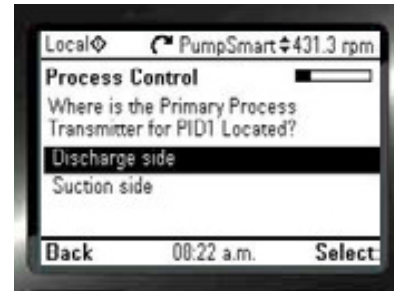 Local PumpSmart 431.3 rpm
Process Control
Where is the Primary Process
Transmitter for PID1 Located?
Discharge side
Suction side
Back 08:22 a.m. Select